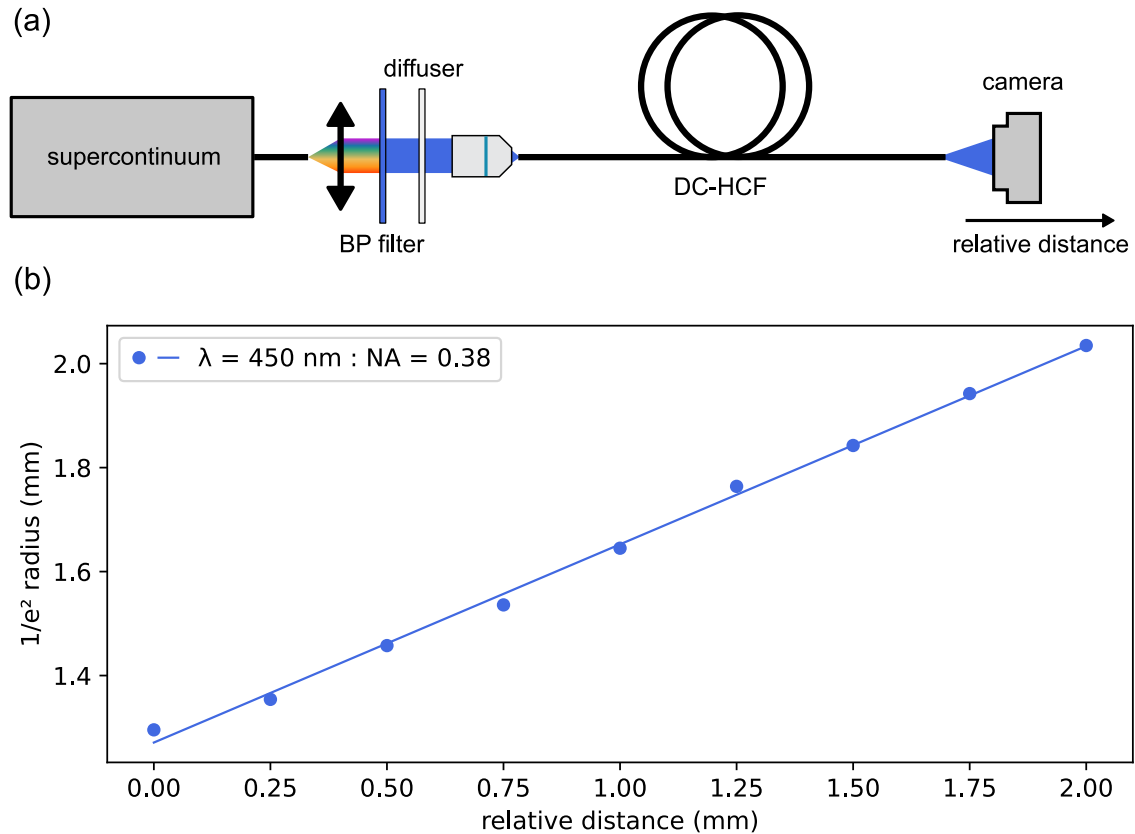 (a)
diffuser
camera
supercontinuum
DC-HCF
BP filter
relative distance
(b)
λ = 450 nm : NA = 0.38
2.0
1.8
1.6
1.4
1/e² radius (mm)
0.00 0.25 0.50 0.75 1.00 1.25 1.50 1.75 2.00
relative distance (mm)